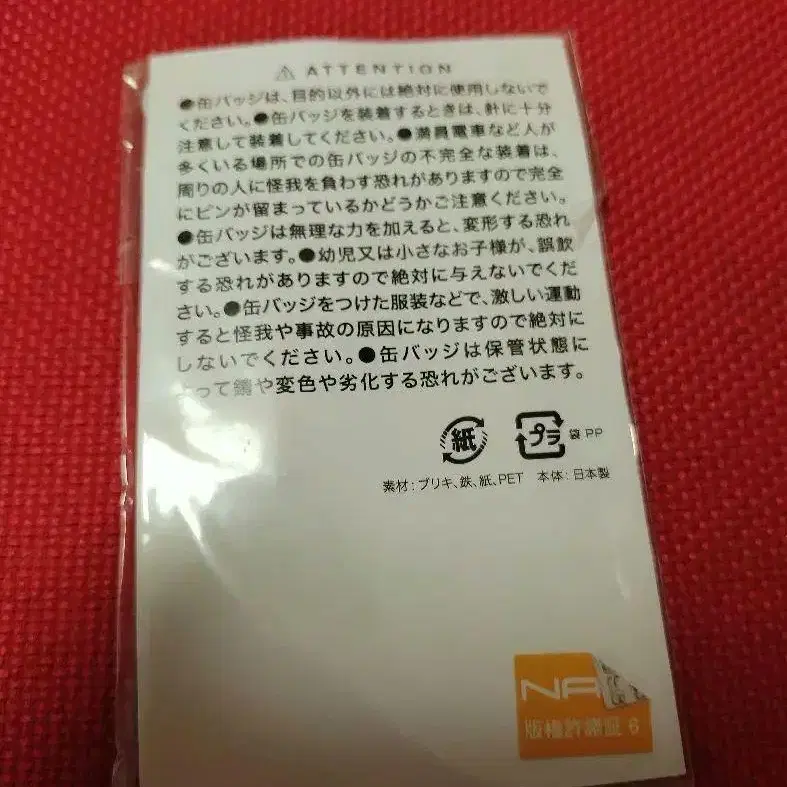 ⚠ ATTENTION
●缶バッジは、目的以外には絶対に使用しないで
ください。●缶バッジを装着するときは、針に十分
注意して装着してください。●満員電車など人が
多くいる場所での缶バッジの不完全な装着は、
周りの人に怪我を負わす恐れがありますので完全
にピンが留まっているかどうかご注意ください。
●缶バッジは無理な力を加えると、変形する恐れ
がございます。●幼児又は小さなお子様が、誤飲
する恐れがありますので絶対に与えないでくだ
さい。●缶バッジをつけた服装などで、激しい運動
すると怪我や事故の原因になりますので絶対に
しないでください。●缶バッジは保管状態に
よって錆や変色や劣化する恐れがございます。
紙
プラ 袋 PP
素材：ブリキ、鉄、紙、PET 本体：日本製
版権許諾証 6